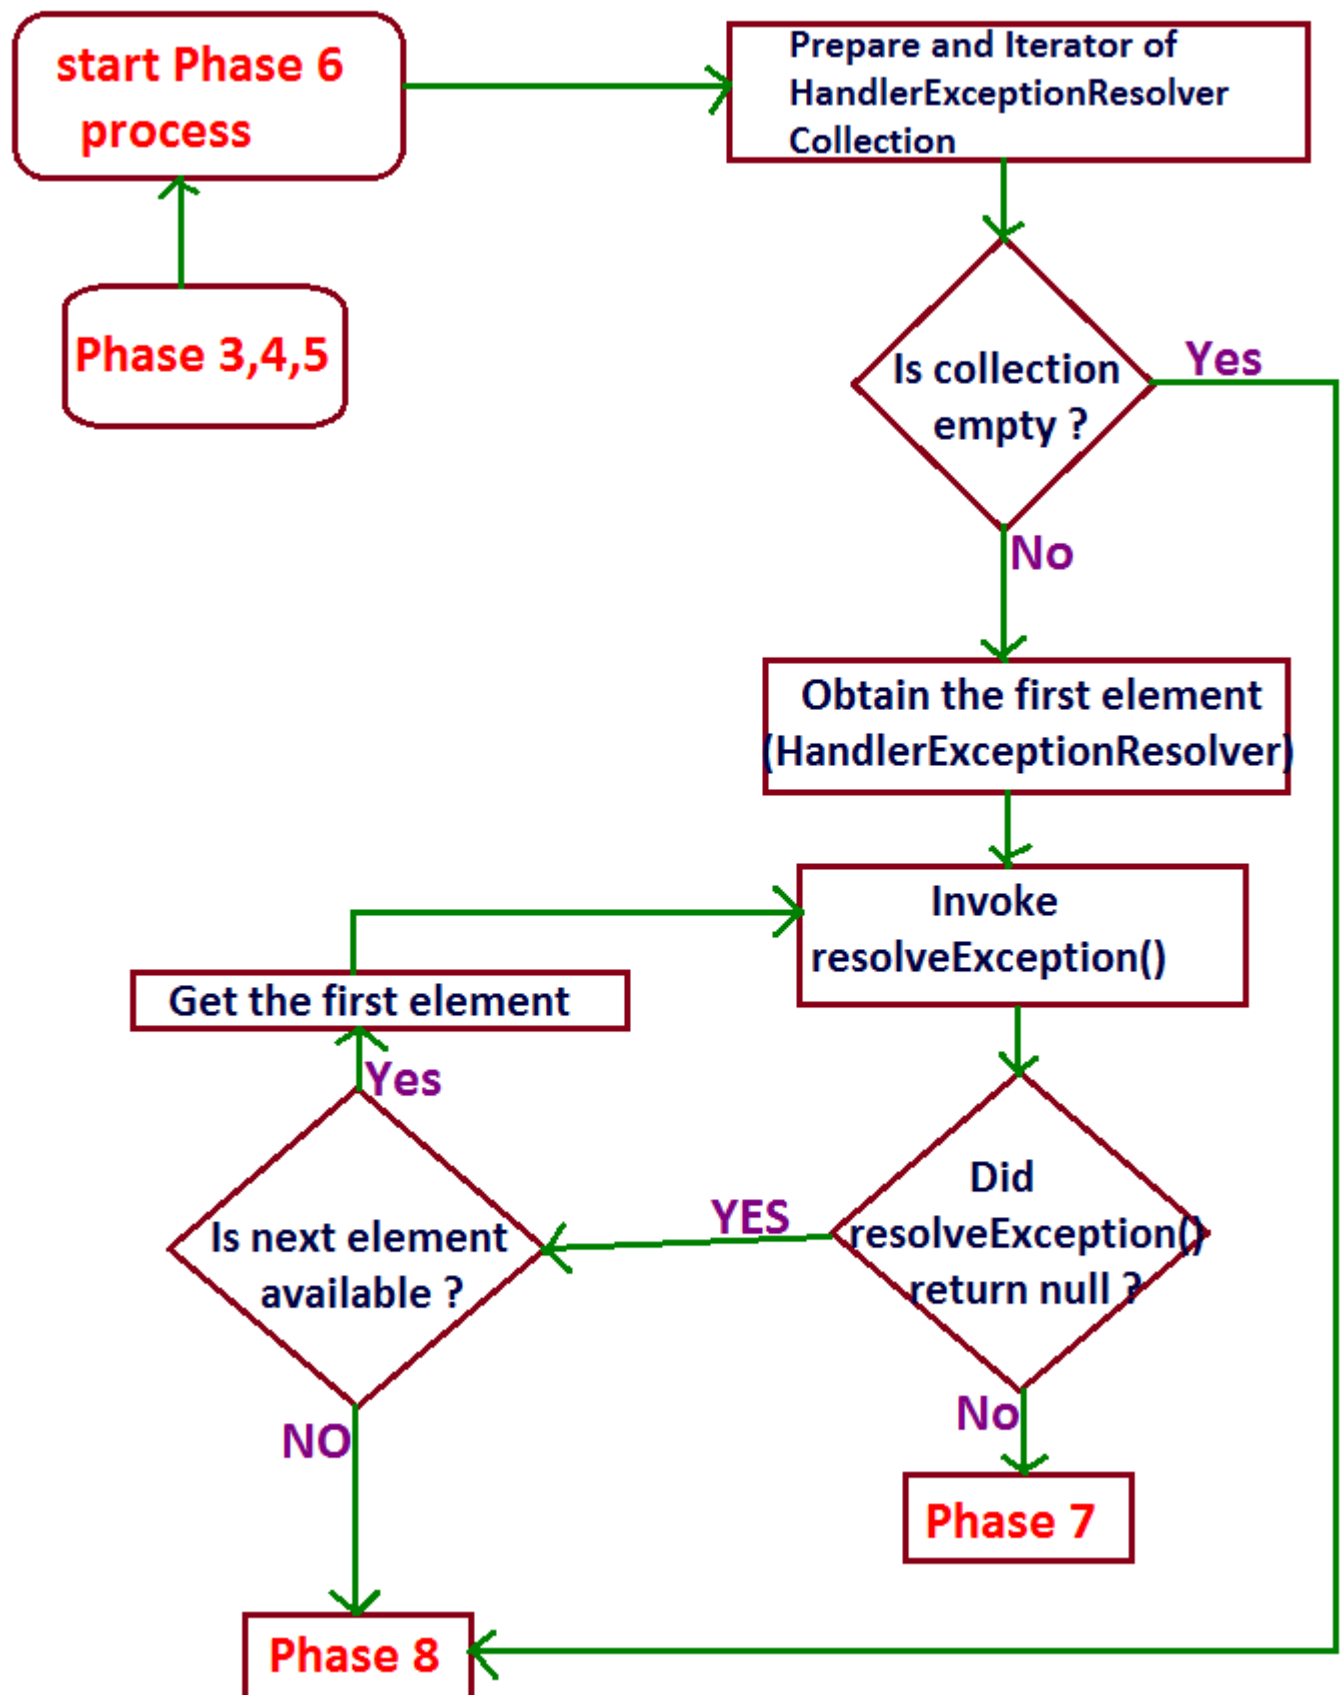 start Phase 6
process
Prepare and Iterator of
HandlerExceptionResolver
Collection
Phase 3,4,5
Is collection
empty ?
Yes
No
Obtain the first element
(HandlerExceptionResolver)
Invoke
resolveException()
Get the first element
Yes
Did
resolveException()
return null ?
YES
Is next element
available ?
NO
No
Phase 7
Phase 8